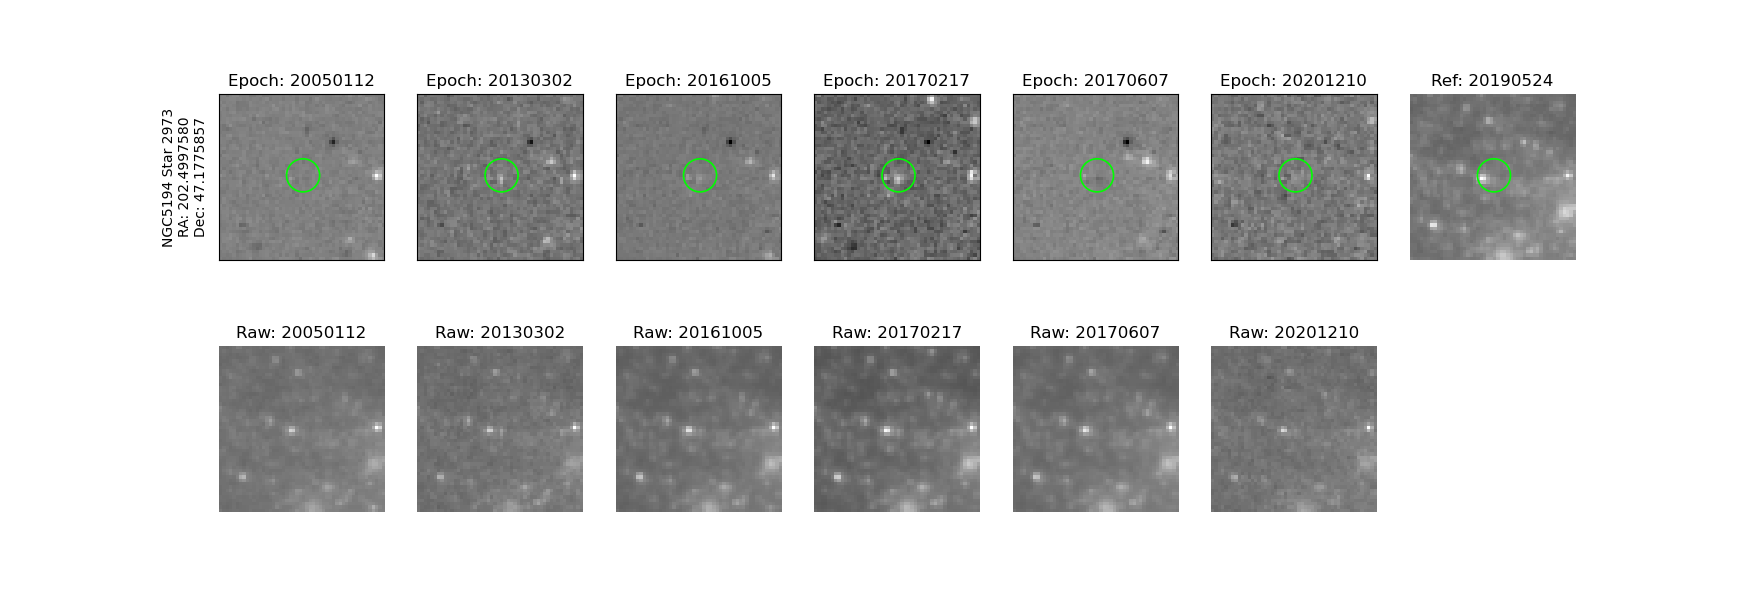 NGC5194 Star 2973
RA: 202.4997580
Dec: 47.1775857
Epoch: 20050112
Epoch: 20130302
Epoch: 20161005
Epoch: 20170217
Epoch: 20170607
Epoch: 20201210
Ref: 20190524
Raw: 20050112
Raw: 20130302
Raw: 20161005
Raw: 20170217
Raw: 20170607
Raw: 20201210